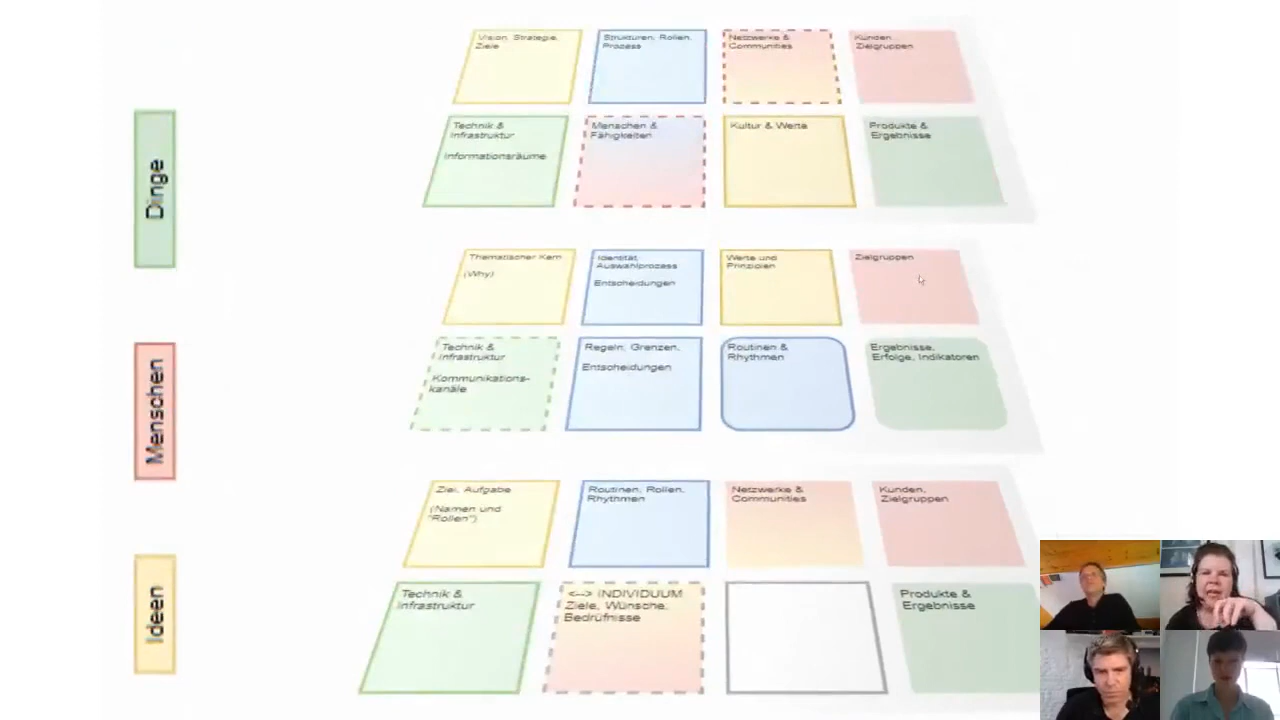 Vision, Strategie,
Ziele
Strukturen, Rollen,
Prozess
Netzwerke &
Communities
Kunden,
Zielgruppen
Technik &
Infrastruktur
Informationsräume
Menschen &
Fähigkeiten
Kultur & Werte
Produkte &
Ergebnisse
Dinge
Thematischer Kern
(Why)
Identität
Auswahlprozess
Entscheidungen
Werte und
Prinzipien
Zielgruppen
Technik &
Infrastruktur
Kommunikations-
kanäle
Regeln, Grenzen,
Entscheidungen
Routinen &
Rhythmen
Ergebnisse,
Erfolge, Indikatoren
Menschen
Ziel, Aufgabe
(Namen und
"Rollen")
Routinen, Rollen,
Rhythmen
Netzwerke &
Communities
Kunden,
Zielgruppen
Technik &
Infrastruktur
<--> INDIVIDUUM
Ziele, Wünsche,
Bedrüfnisse
Produkte &
Ergebnisse
Ideen